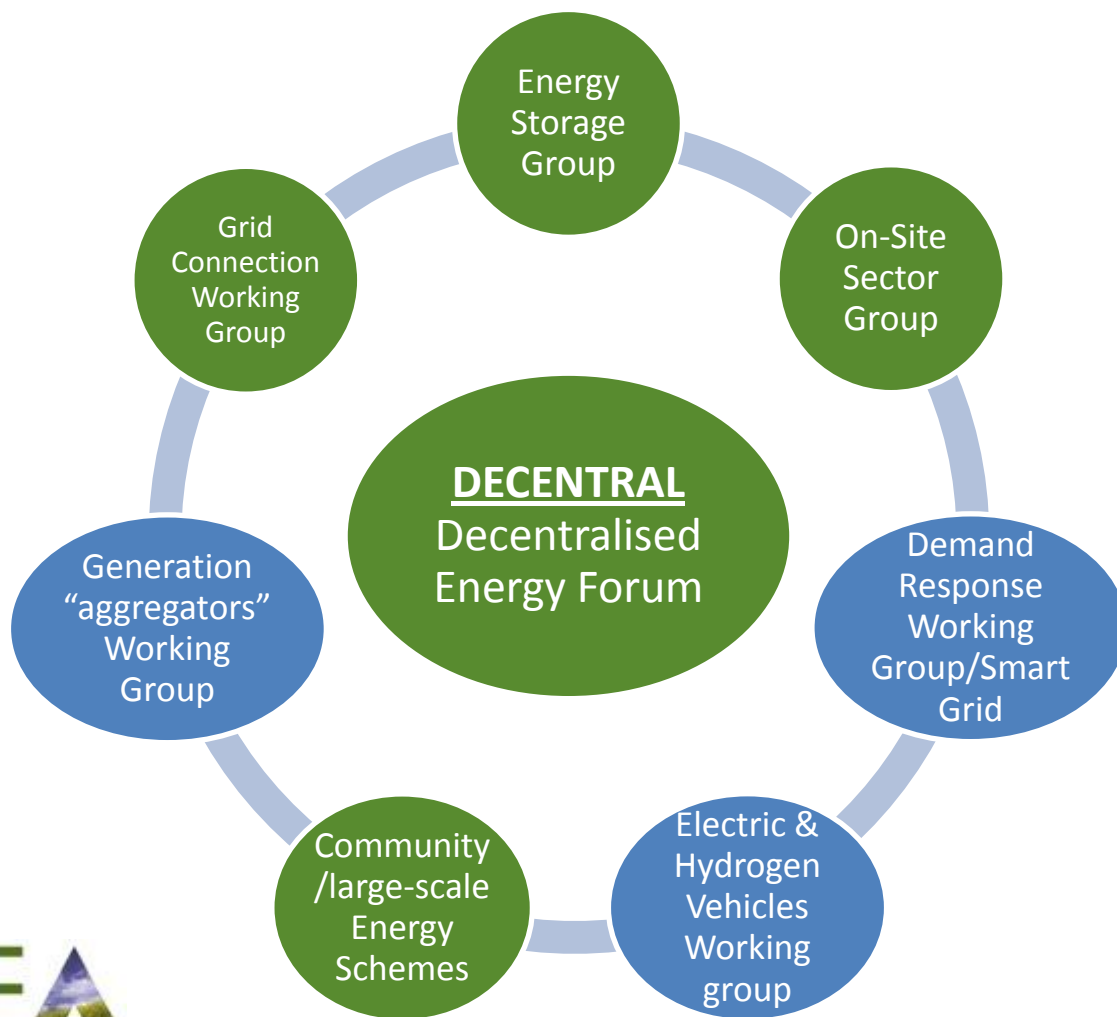 Energy
Storage
Group
On-Site
Sector
Group
Demand
Response
Working
Group/Smart
Grid
Electric &
Hydrogen
Vehicles
Working
group
Community
/large-scale
Energy
Schemes
Generation
“aggregators”
Working
Group
Grid
Connection
Working
Group
DECENTRAL
Decentralised
Energy Forum